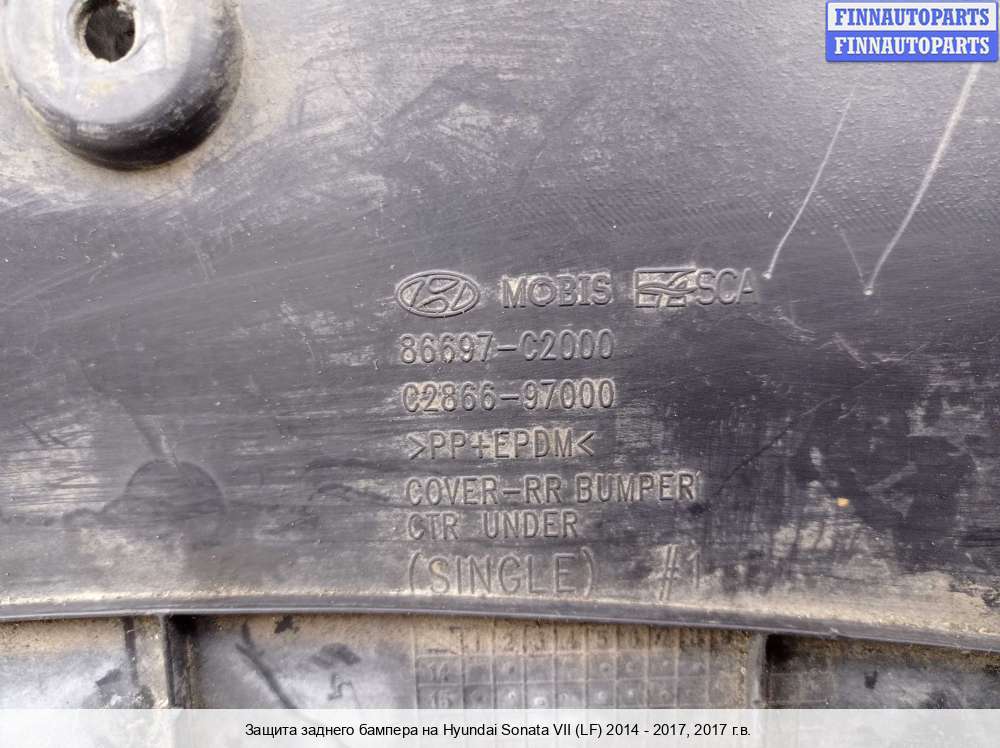 FINNAUTOPARTS
FINNAUTOPARTS
MOBIS SCA
86697-C2000
C2866-97000
>PP+EPDM<
COVER-RR BUMPER
CTR UNDER
(SINGLE) #1
Защита заднего бампера на Hyundai Sonata VII (LF) 2014 - 2017, 2017 г.в.